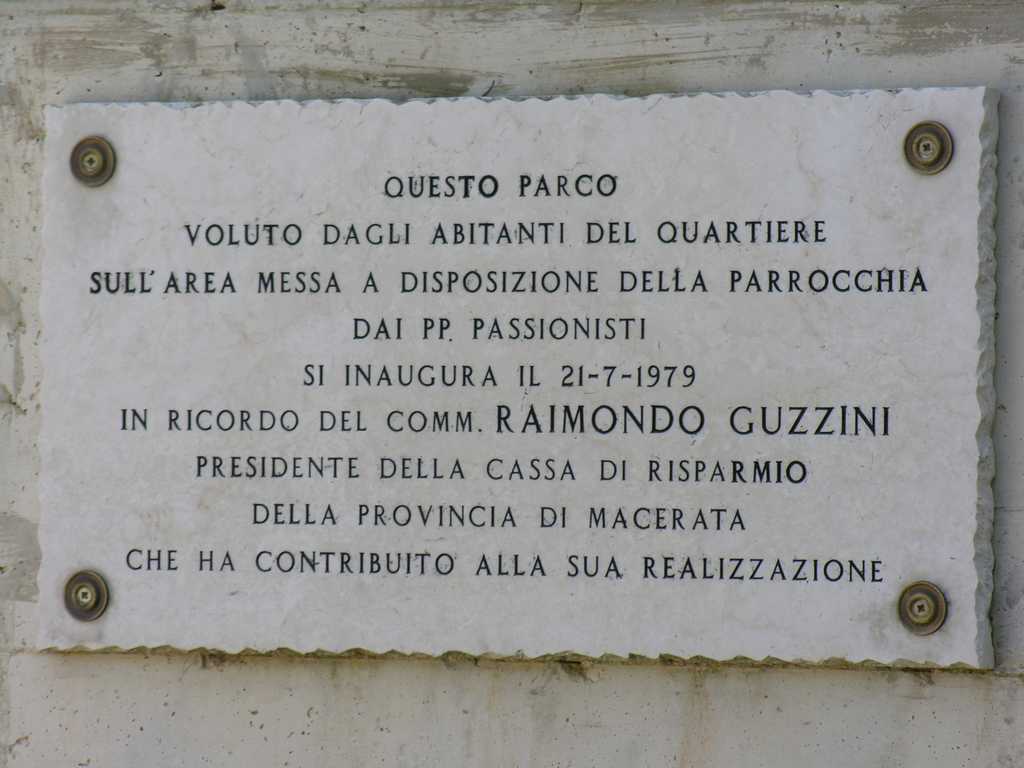 QUESTO PARCO
VOLUTO DAGLI ABITANTI DEL QUARTIERE
SULL'AREA MESSA A DISPOSIZIONE DELLA PARROCCHIA
DAI PP. PASSIONISTI
SI INAUGURA IL 21-7-1979
IN RICORDO DEL COMM. RAIMONDO GUZZINI
PRESIDENTE DELLA CASSA DI RISPARMIO
DELLA PROVINCIA DI MACERATA
CHE HA CONTRIBUITO ALLA SUA REALIZZAZIONE